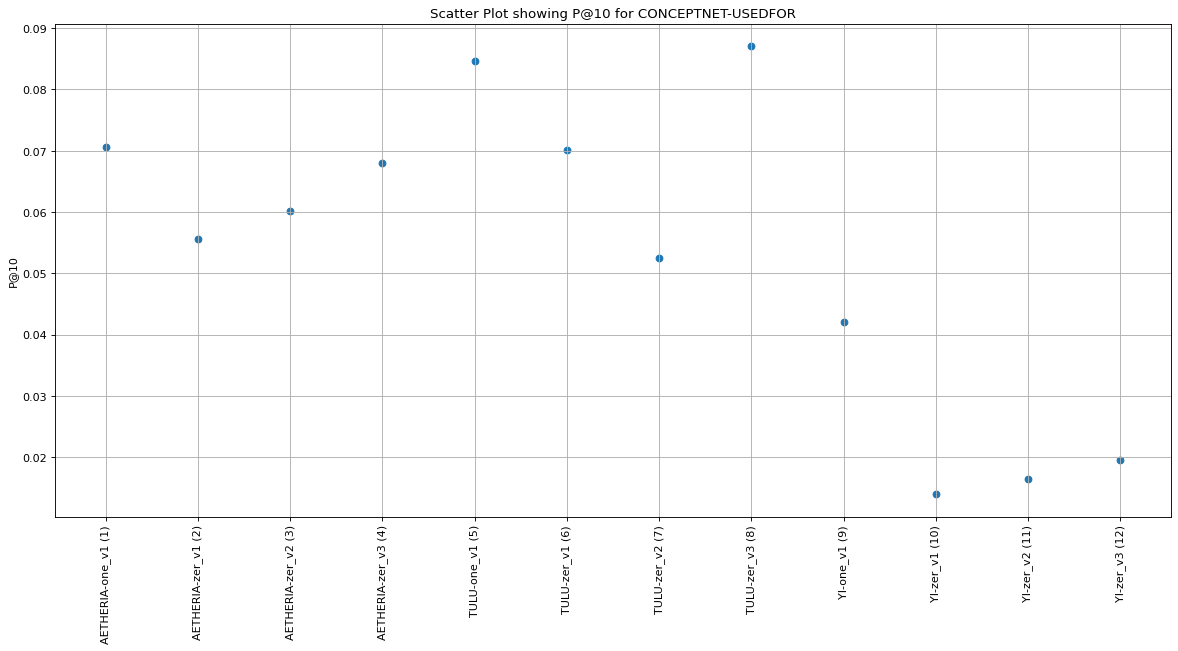 Scatter Plot showing P@10 for CONCEPTNET-USEDFOR
0.09
0.08
0.07
0.06
0.05
0.04
0.03
0.02
P@10
AETHERIA-one_v1 (1)
AETHERIA-zer_v1 (2)
AETHERIA-zer_v2 (3)
AETHERIA-zer_v3 (4)
TULU-one_v1 (5)
TULU-zer_v1 (6)
TULU-zer_v2 (7)
TULU-zer_v3 (8)
YI-one_v1 (9)
YI-zer_v1 (10)
YI-zer_v2 (11)
YI-zer_v3 (12)